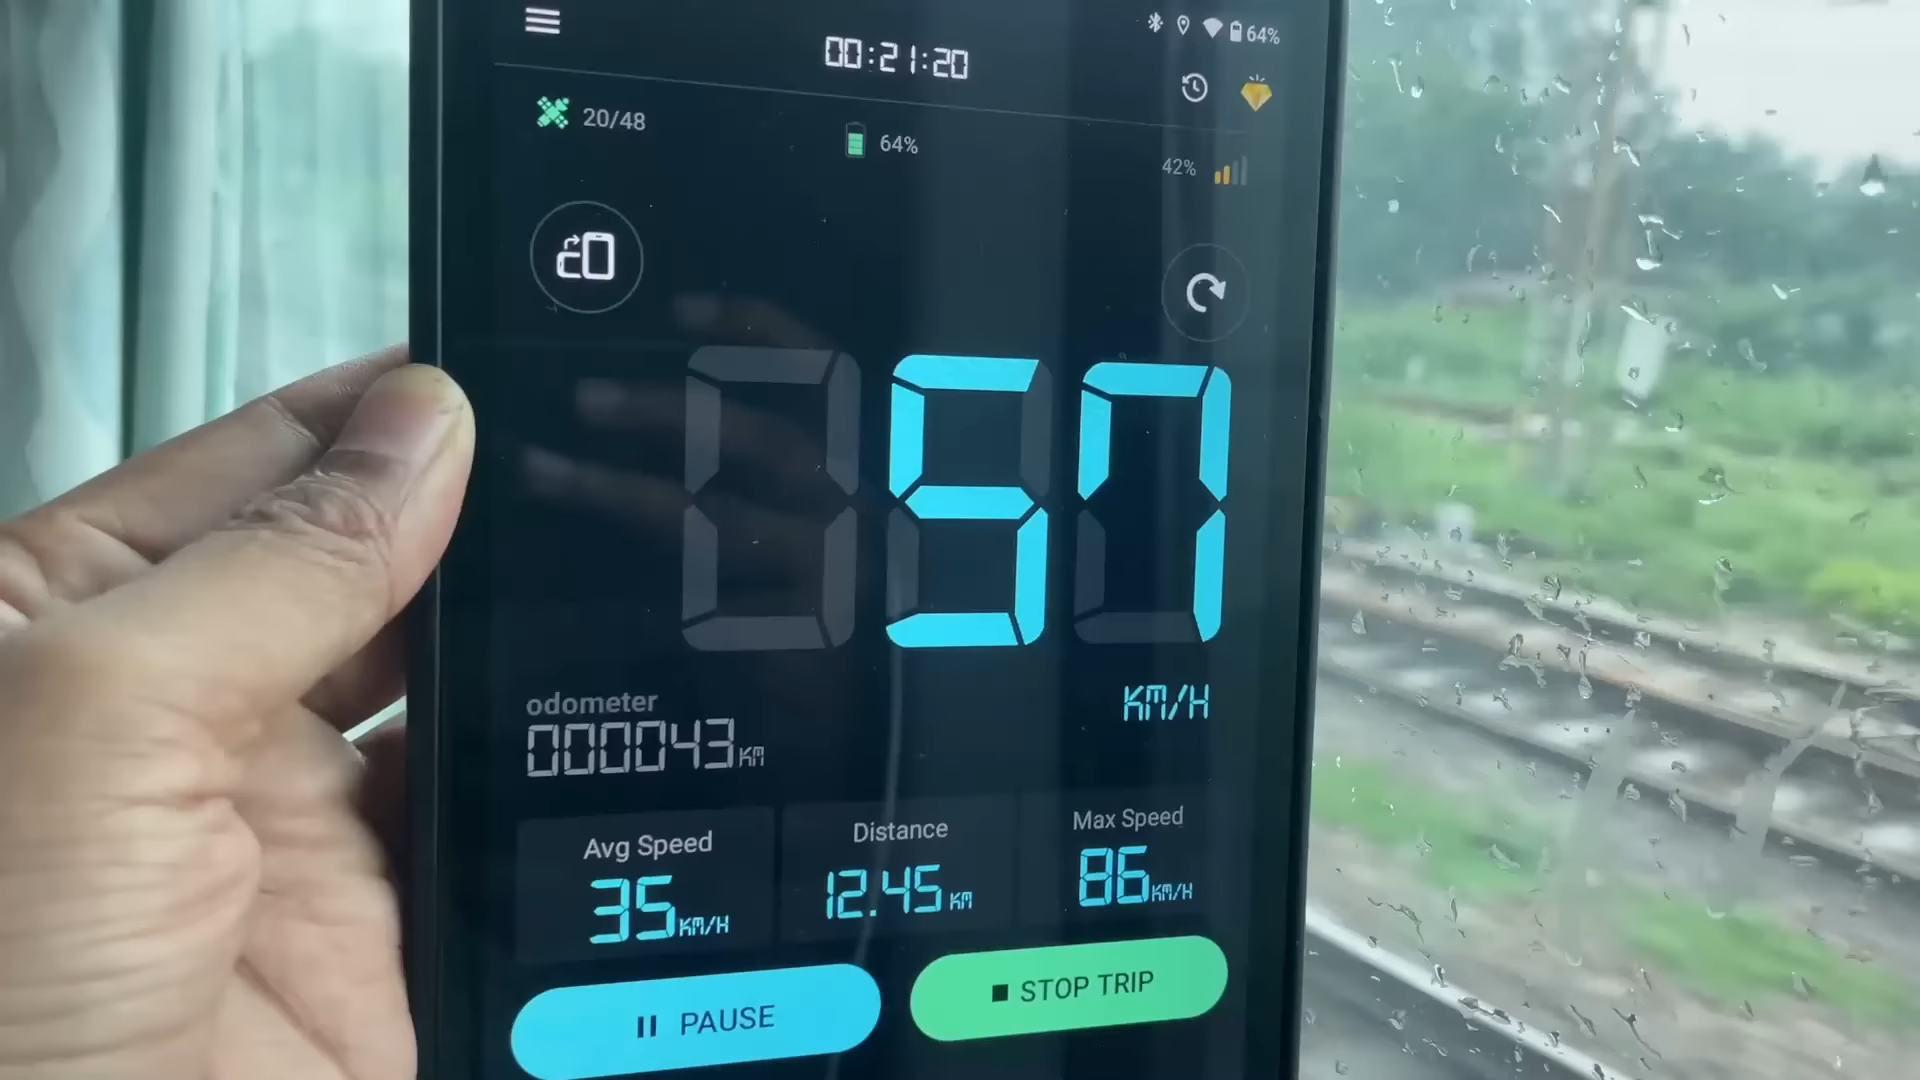 64%
00:21:20
20/48
64%
42%
57
KM/H
odometer
000043 KM
Avg Speed
35 KM/H
Distance
12.45 KM
Max Speed
86 KM/H
PAUSE
STOP TRIP